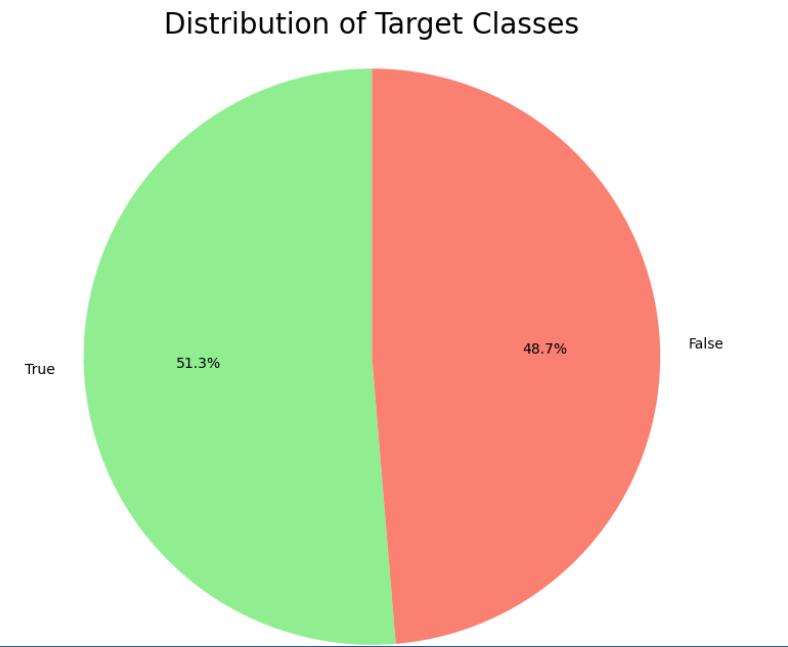 Distribution of Target Classes
48.7%
False
51.3%
True